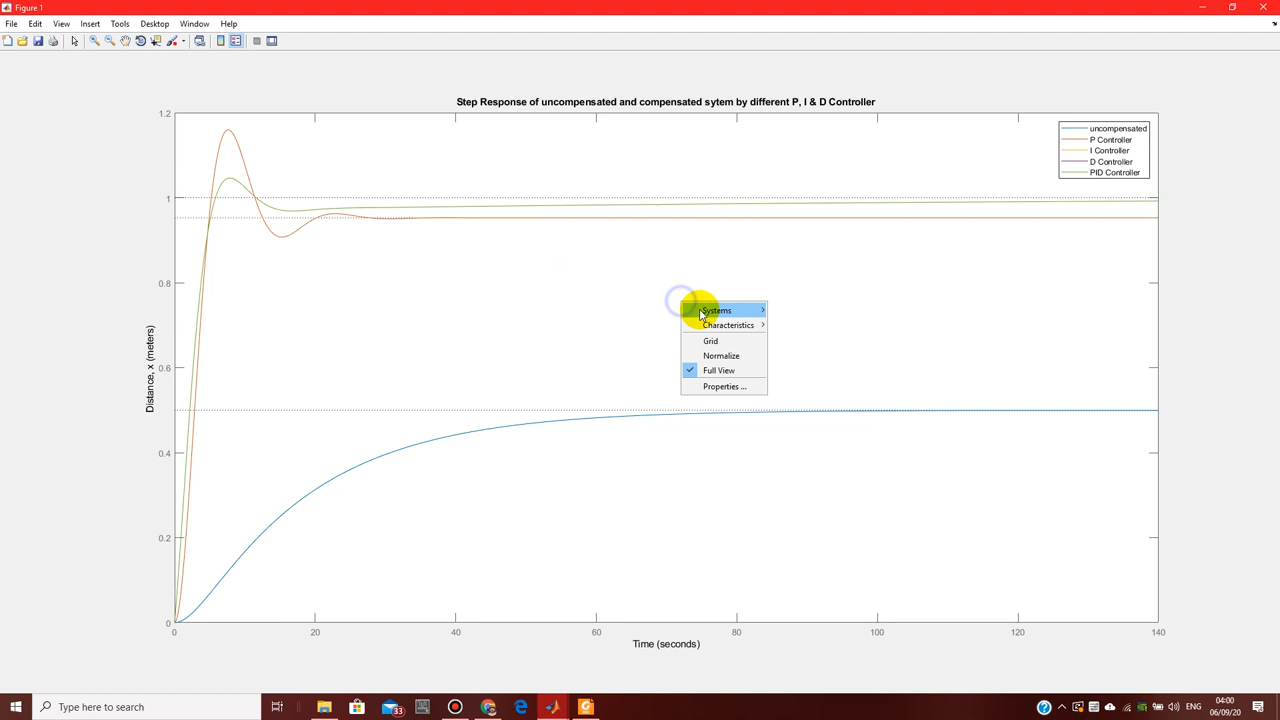 Figure 1
File Edit View Insert Tools Desktop Window Help
Step Response of uncompensated and compensated sytem by different P, I & D Controller
uncompensated
P Controller
I Controller
D Controller
PID Controller
1.2
1
0.8
0.6
0.4
0.2
0
Distance, x (meters)
Systems
Characteristics
Grid
Normalize
Full View
Properties ...
0 20 40 60 80 100 120 140
Time (seconds)
Type here to search
33
ENG
04:00
06/09/20